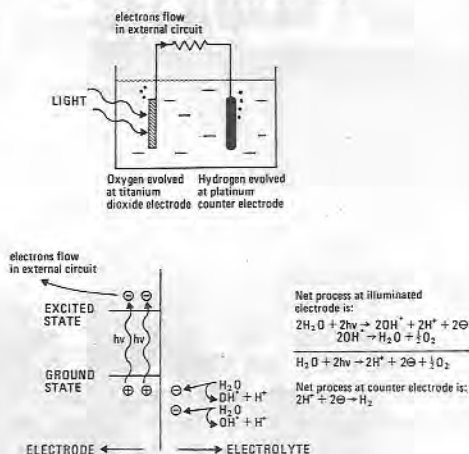 electrons flow
in external circuit
LIGHT
Oxygen evolved
at titanium
dioxide electrode
Hydrogen evolved
at platinum
counter electrode
electrons flow
in external circuit
⊖ ⊖
EXCITED
STATE
hν hν
GROUND
STATE
⊕ ⊕
⊖ H₂O
OH• + H⁺
⊖ H₂O
OH• + H⁺
ELECTRODE
ELECTROLYTE
Net process at illuminated
electrode is:
2H₂O + 2hν → 2OH• + 2H⁺ + 2⊖
2OH• → H₂O + ½O₂
H₂O + 2hν → 2H⁺ + 2⊖ + ½O₂
Net process at counter electrode is:
2H⁺ + 2⊖ → H₂